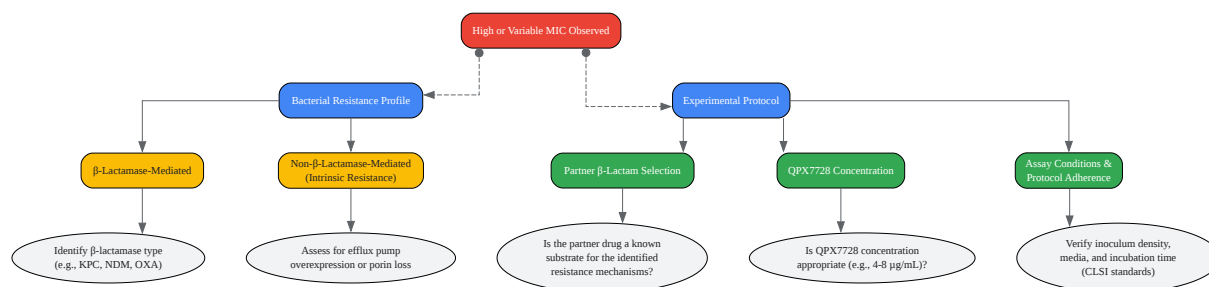 High or Variable MIC Observed
Bacterial Resistance Profile
Experimental Protocol
β-Lactamase-Mediated
Non-β-Lactamase-Mediated
(Intrinsic Resistance)
Partner β-Lactam Selection
QPX7728 Concentration
Assay Conditions &
Protocol Adherence
Identify β-lactamase type
(e.g., KPC, NDM, OXA)
Assess for efflux pump
overexpression or porin loss
Is the partner drug a known
substrate for the identified
resistance mechanisms?
Is QPX7728 concentration
appropriate (e.g., 4-8 µg/mL)?
Verify inoculum density,
media, and incubation time
(CLSI standards)